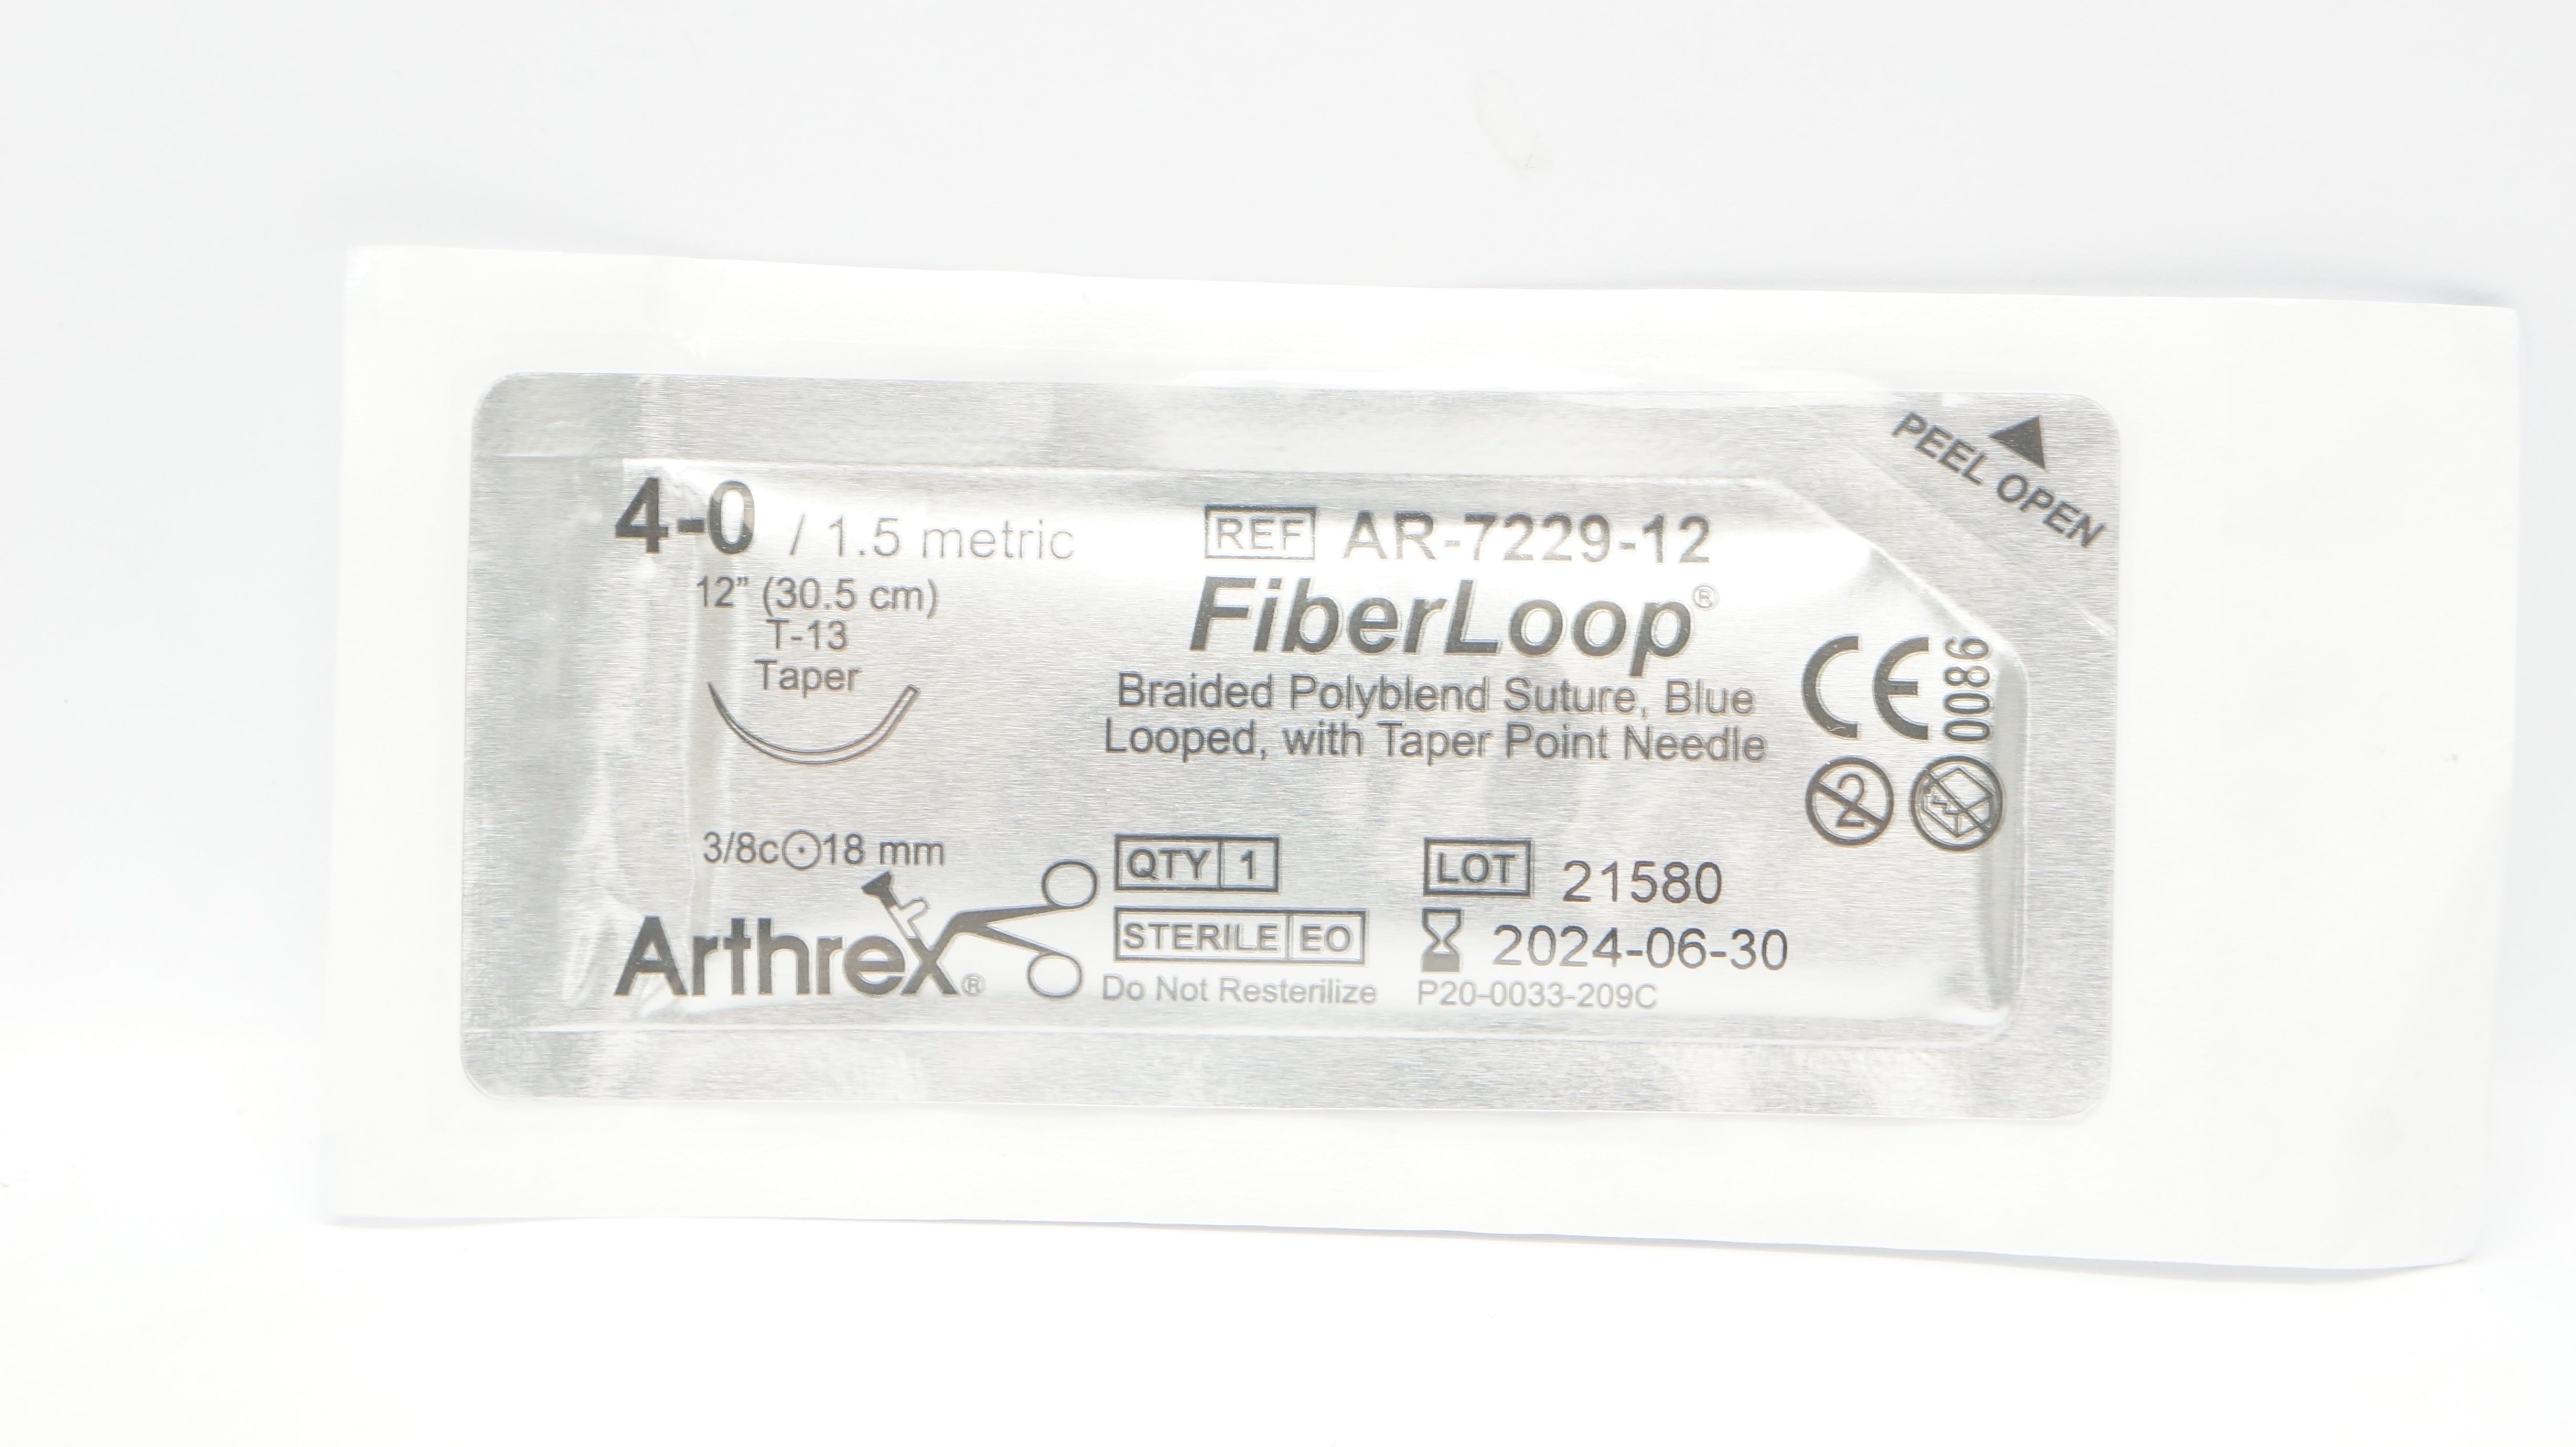 PEEL OPEN
4-0 / 1.5 metric
12” (30.5 cm)
T-13
Taper
3/8c 18 mm
Arthrex®
REF AR-7229-12
FiberLoop®
Braided Polyblend Suture, Blue
Looped, with Taper Point Needle
CE 0086
2
QTY 1
STERILE EO
Do Not Resterilize
LOT 21580
2024-06-30
P20-0033-209C